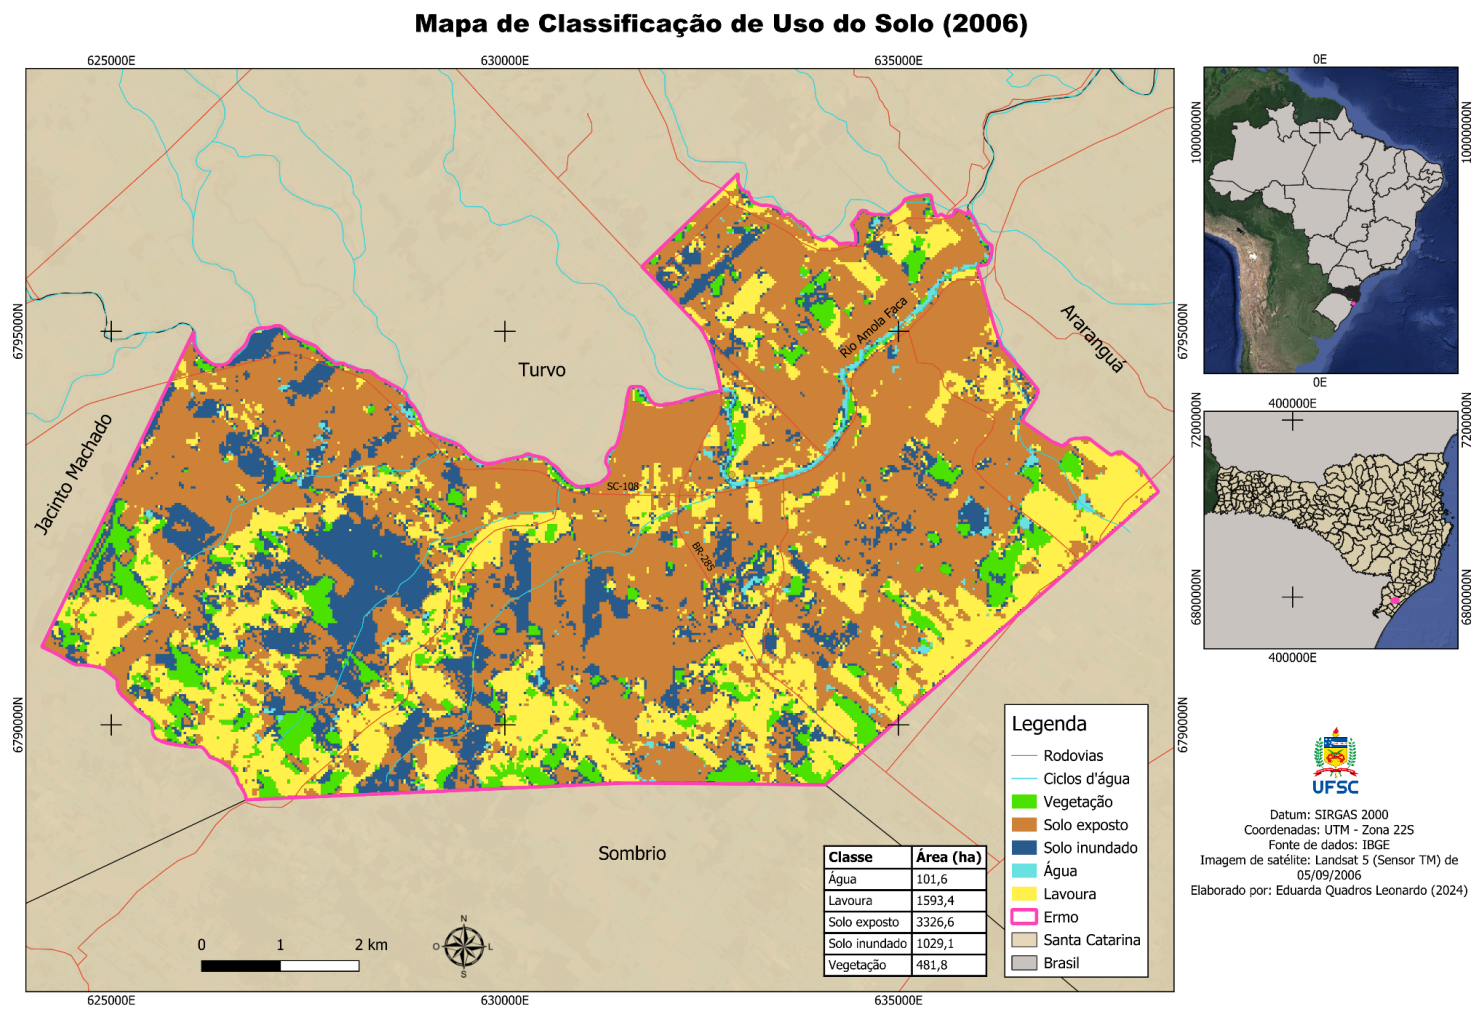 Mapa de Classificação de Uso do Solo (2006)
625000E
630000E
635000E
0E
10000000N
10000000N
6795000N
6795000N
Turvo
Araranguá
Rio Amola Faca
Jacinto Machado
SC-108
BR-285
0E
400000E
7200000N
7200000N
6800000N
6800000N
400000E
6790000N
6790000N
Sombrio
Legenda
Rodovias
Ciclos d'água
Vegetação
Solo exposto
Solo inundado
Água
Lavoura
Ermo
Santa Catarina
Brasil
Classe Área (ha)
Água 101,6
Lavoura 1593,4
Solo exposto 3326,6
Solo inundado 1029,1
Vegetação 481,8
0 1 2 km
N
O L
S
625000E
630000E
635000E
UFSC
Datum: SIRGAS 2000
Coordenadas: UTM - Zona 22S
Fonte de dados: IBGE
Imagem de satélite: Landsat 5 (Sensor TM) de
05/09/2006
Elaborado por: Eduarda Quadros Leonardo (2024)